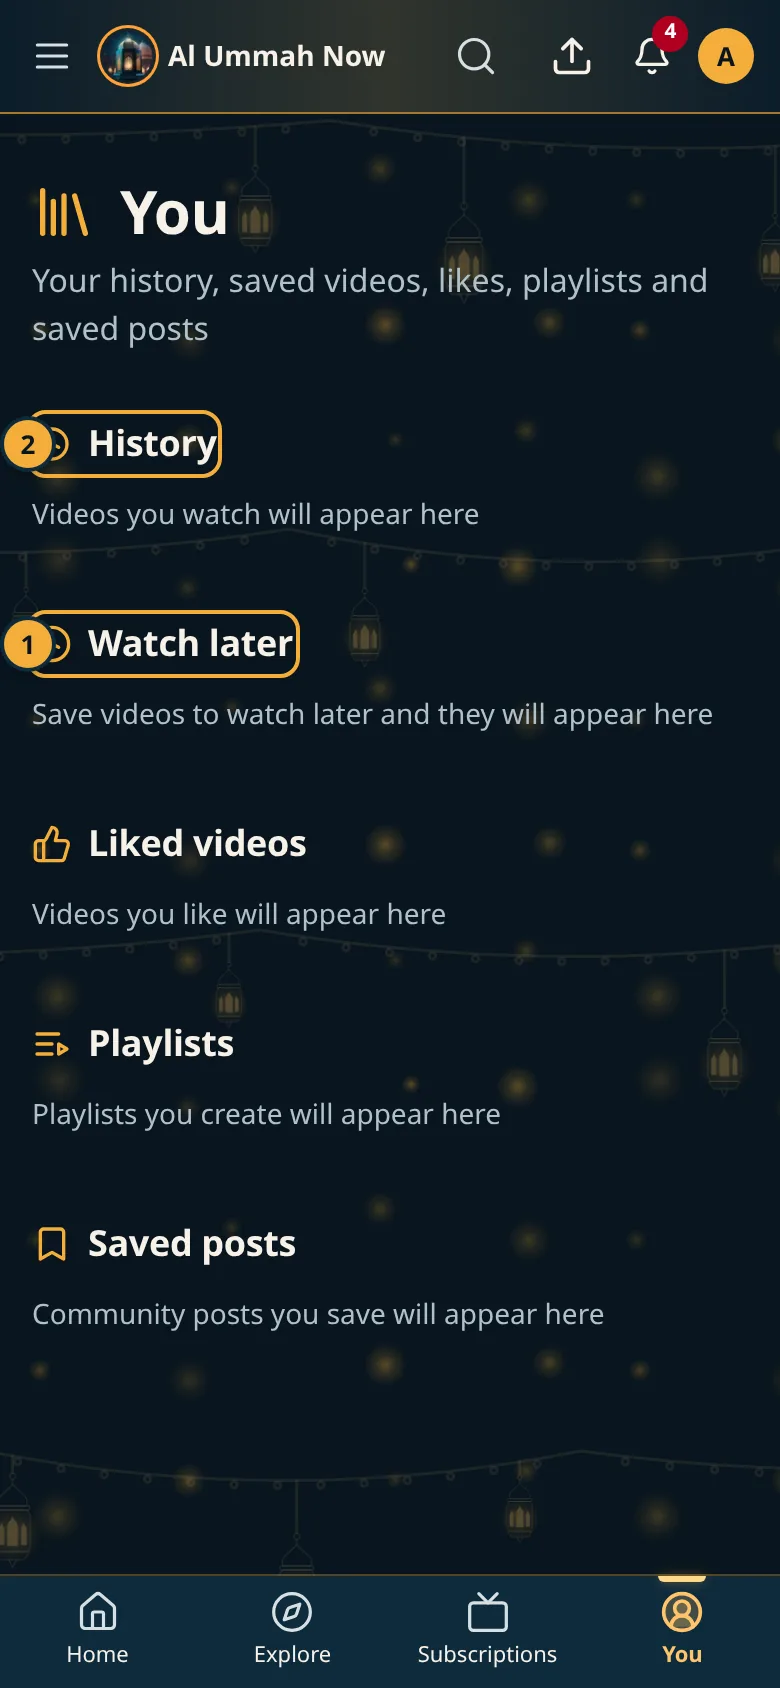 Al Ummah Now
4
A
You
Your history, saved videos, likes, playlists and
saved posts
2
History
Videos you watch will appear here
1
Watch later
Save videos to watch later and they will appear here
Liked videos
Videos you like will appear here
Playlists
Playlists you create will appear here
Saved posts
Community posts you save will appear here
Home
Explore
Subscriptions
You